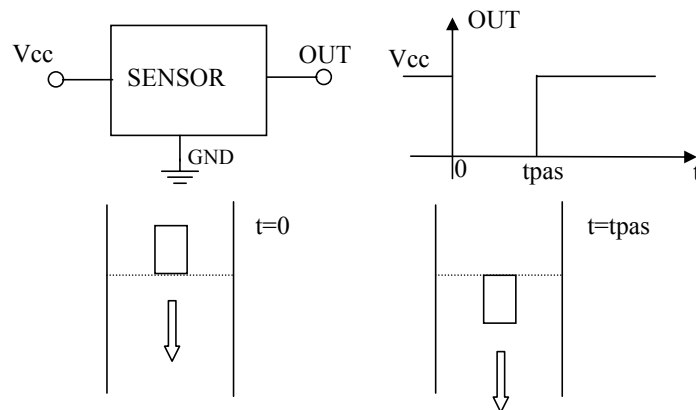 Vcc
SENSOR
OUT
GND
OUT
Vcc
0
tpas
t
t=0
t=tpas